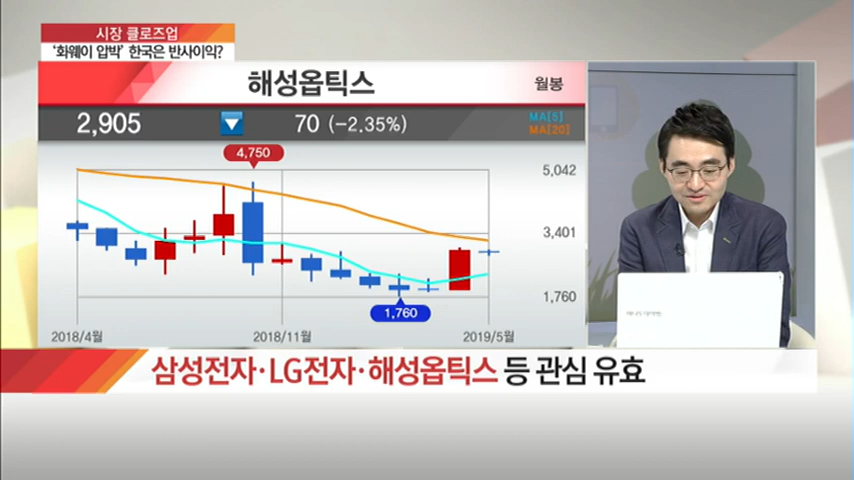 시장 클로즈업
‘화웨이 압박’ 한국은 반사이익?
해성옵틱스
월봉
2,905
70 (-2.35%)
MA[5]
MA[20]
4,750
5,042
3,401
1,760
1,760
2018/4월
2018/11월
2019/5월
삼성전자·LG전자·해성옵틱스 등 관심 유효